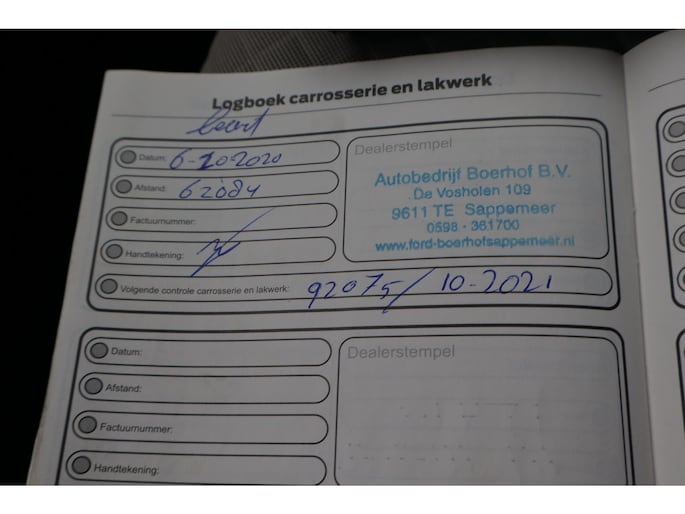 Logboek carrosserie en lakwerk
Datum: 6-10-2020
Afstand: 62084
Factuurnummer:
Handtekening:
Dealerstempel
Autobedrijf Boerhof B.V.
De Vosholen 109
9611 TE Sappemeer
0598 - 361700
www.ford-boerhofsappemeer.nl
Volgende controle carrosserie en lakwerk: 92075/10-2021
Datum:
Afstand:
Factuurnummer:
Handtekening:
Dealerstempel